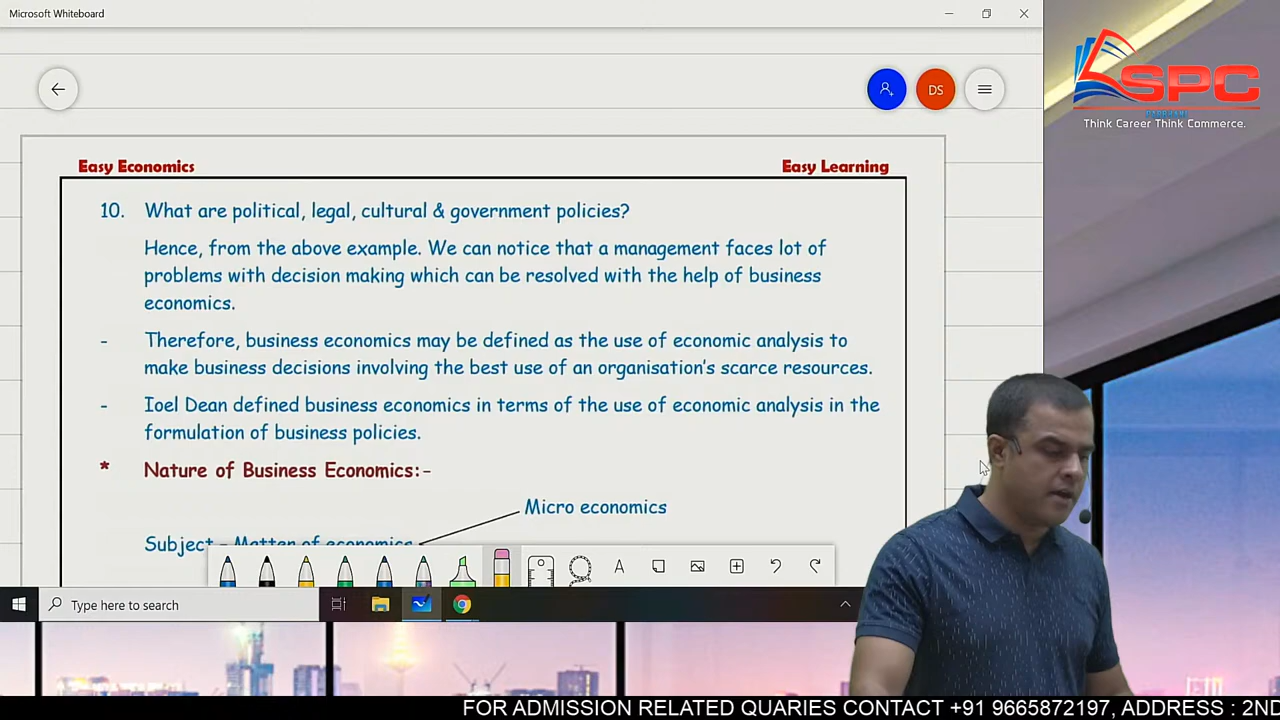 Microsoft Whiteboard
DS
SPC
Think Career Think Commerce.
Easy Economics
Easy Learning
10. What are political, legal, cultural & government policies?
Hence, from the above example. We can notice that a management faces lot of
problems with decision making which can be resolved with the help of business
economics.
- Therefore, business economics may be defined as the use of economic analysis to
make business decisions involving the best use of an organisation's scarce resources.
- Ioel Dean defined business economics in terms of the use of economic analysis in the
formulation of business policies.
* Nature of Business Economics:-
Micro economics
Subject - Matter of economics
A
Type here to search
FOR ADMISSION RELATED QUARIES CONTACT +91 9665872197, ADDRESS : 2ND